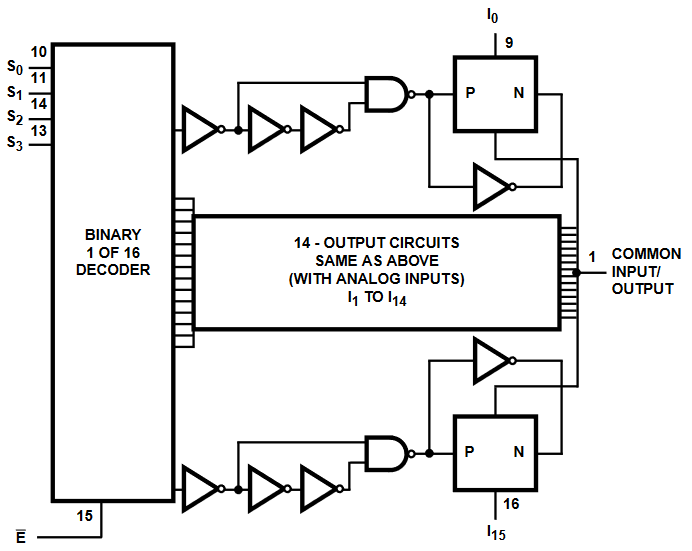 I0
9
10
S0
11
S1
14
S2
13
S3
P N
BINARY
1 OF 16
DECODER
14 - OUTPUT CIRCUITS
SAME AS ABOVE
(WITH ANALOG INPUTS)
I1 TO I14
1
COMMON
INPUT/
OUTPUT
P N
15
E̅
16
I15